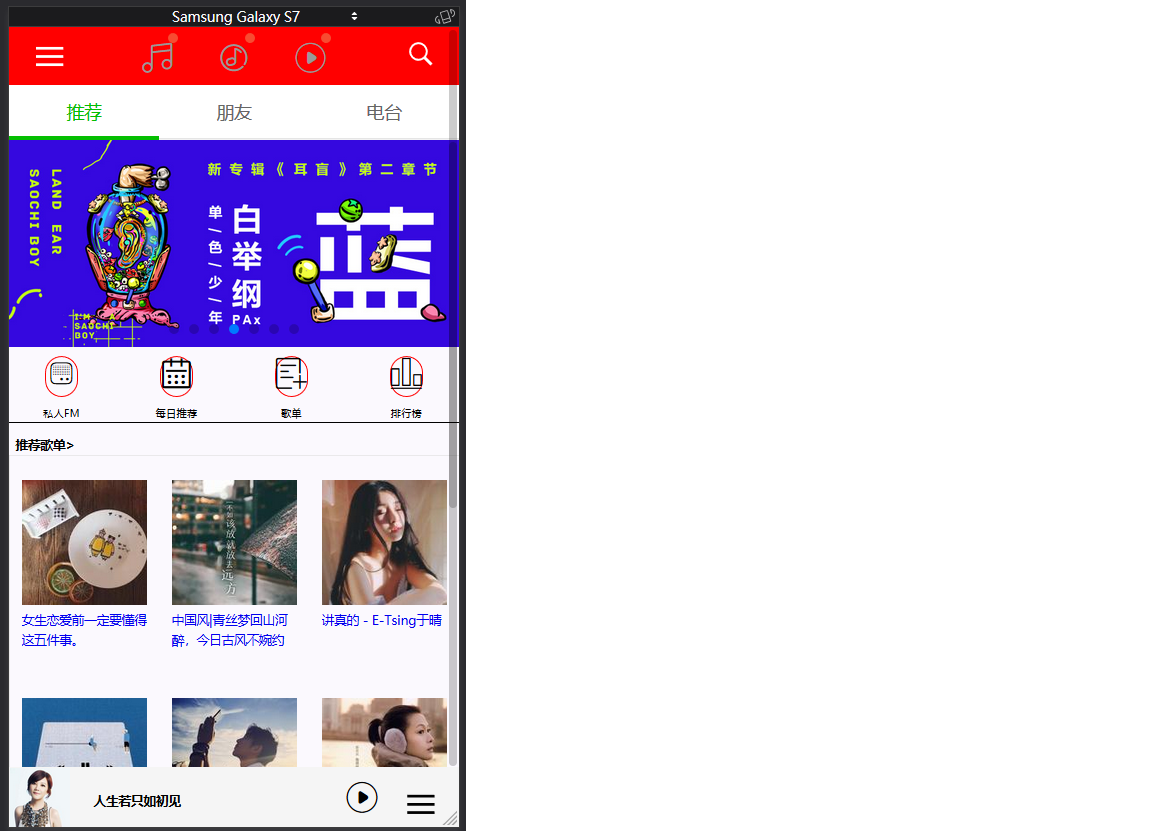 Samsung Galaxy S7
推荐
朋友
电台
新专辑《耳盲》第二章节
LAND EAR
SAOCHI BOY
单/色/少/年
白举纲
PAx
蓝
I'M A
SAOCHI
BOY
私人FM
每日推荐
歌单
排行榜
推荐歌单>
不如
该放就放去
远方
女生恋爱前一定要懂得
这五件事。
中国风|青丝梦回山河
醉，今日古风不婉约
讲真的 - E-Tsing于晴
人生若只如初见